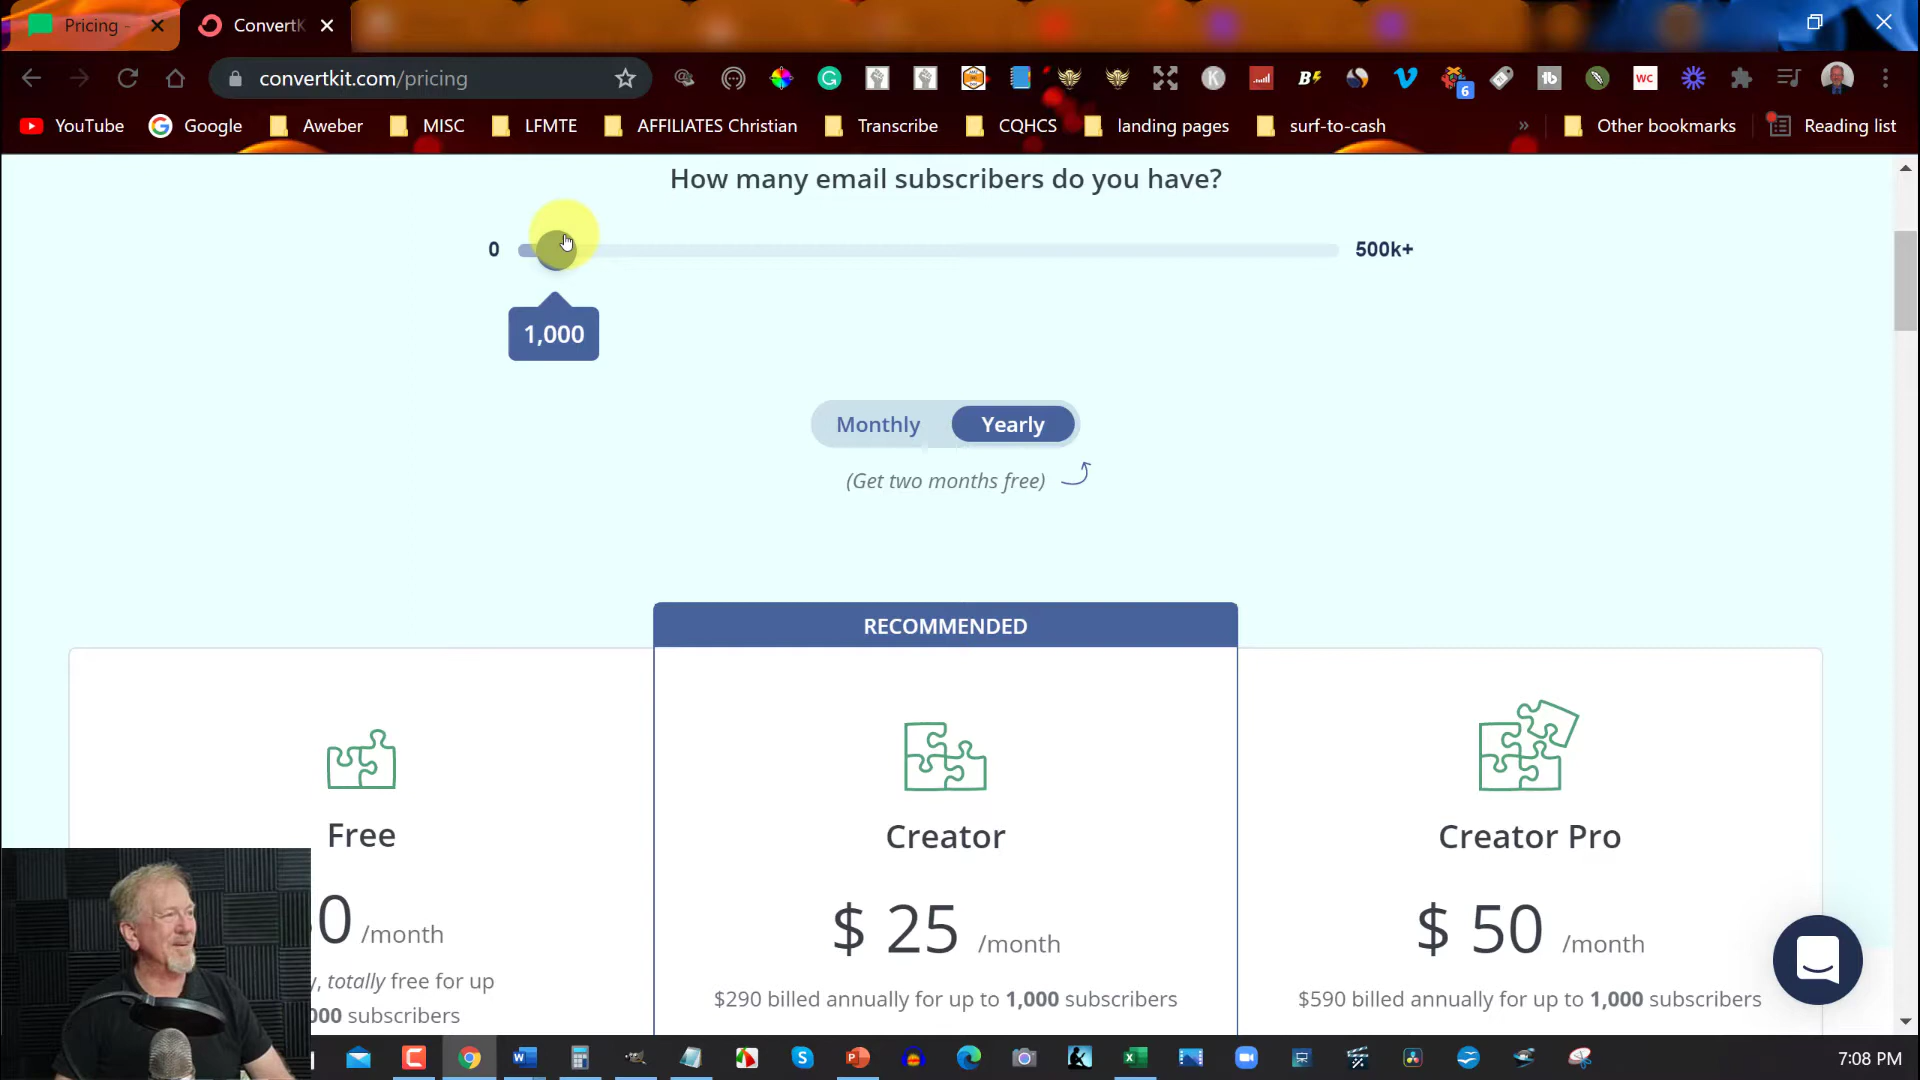 Pricing -
ConvertK
convertkit.com/pricing
6
YouTube
Google
Aweber
MISC
LFMTE
AFFILIATES Christian
Transcribe
CQHCS
landing pages
surf-to-cash
»
Other bookmarks
Reading list
How many email subscribers do you have?
0
500k+
1,000
Monthly
Yearly
(Get two months free)
RECOMMENDED
Free
Creator
Creator Pro
0 /month
$ 25 /month
$ 50 /month
, totally free for up
000 subscribers
$290 billed annually for up to 1,000 subscribers
$590 billed annually for up to 1,000 subscribers
7:08 PM